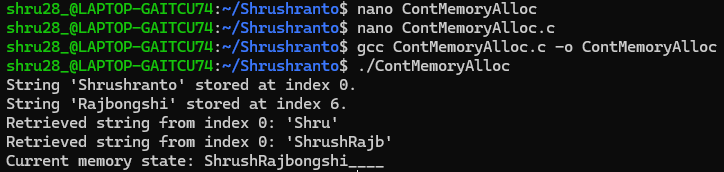 shru28_@LAPTOP-GAITCU74:~/Shrushranto$ nano ContMemoryAlloc
shru28_@LAPTOP-GAITCU74:~/Shrushranto$ nano ContMemoryAlloc.c
shru28_@LAPTOP-GAITCU74:~/Shrushranto$ gcc ContMemoryAlloc.c -o ContMemoryAlloc
shru28_@LAPTOP-GAITCU74:~/Shrushranto$ ./ContMemoryAlloc
String 'Shrushranto' stored at index 0.
String 'Rajbongshi' stored at index 6.
Retrieved string from index 0: 'Shru'
Retrieved string from index 0: 'ShrushRajb'
Current memory state: ShrushRajbongshi____